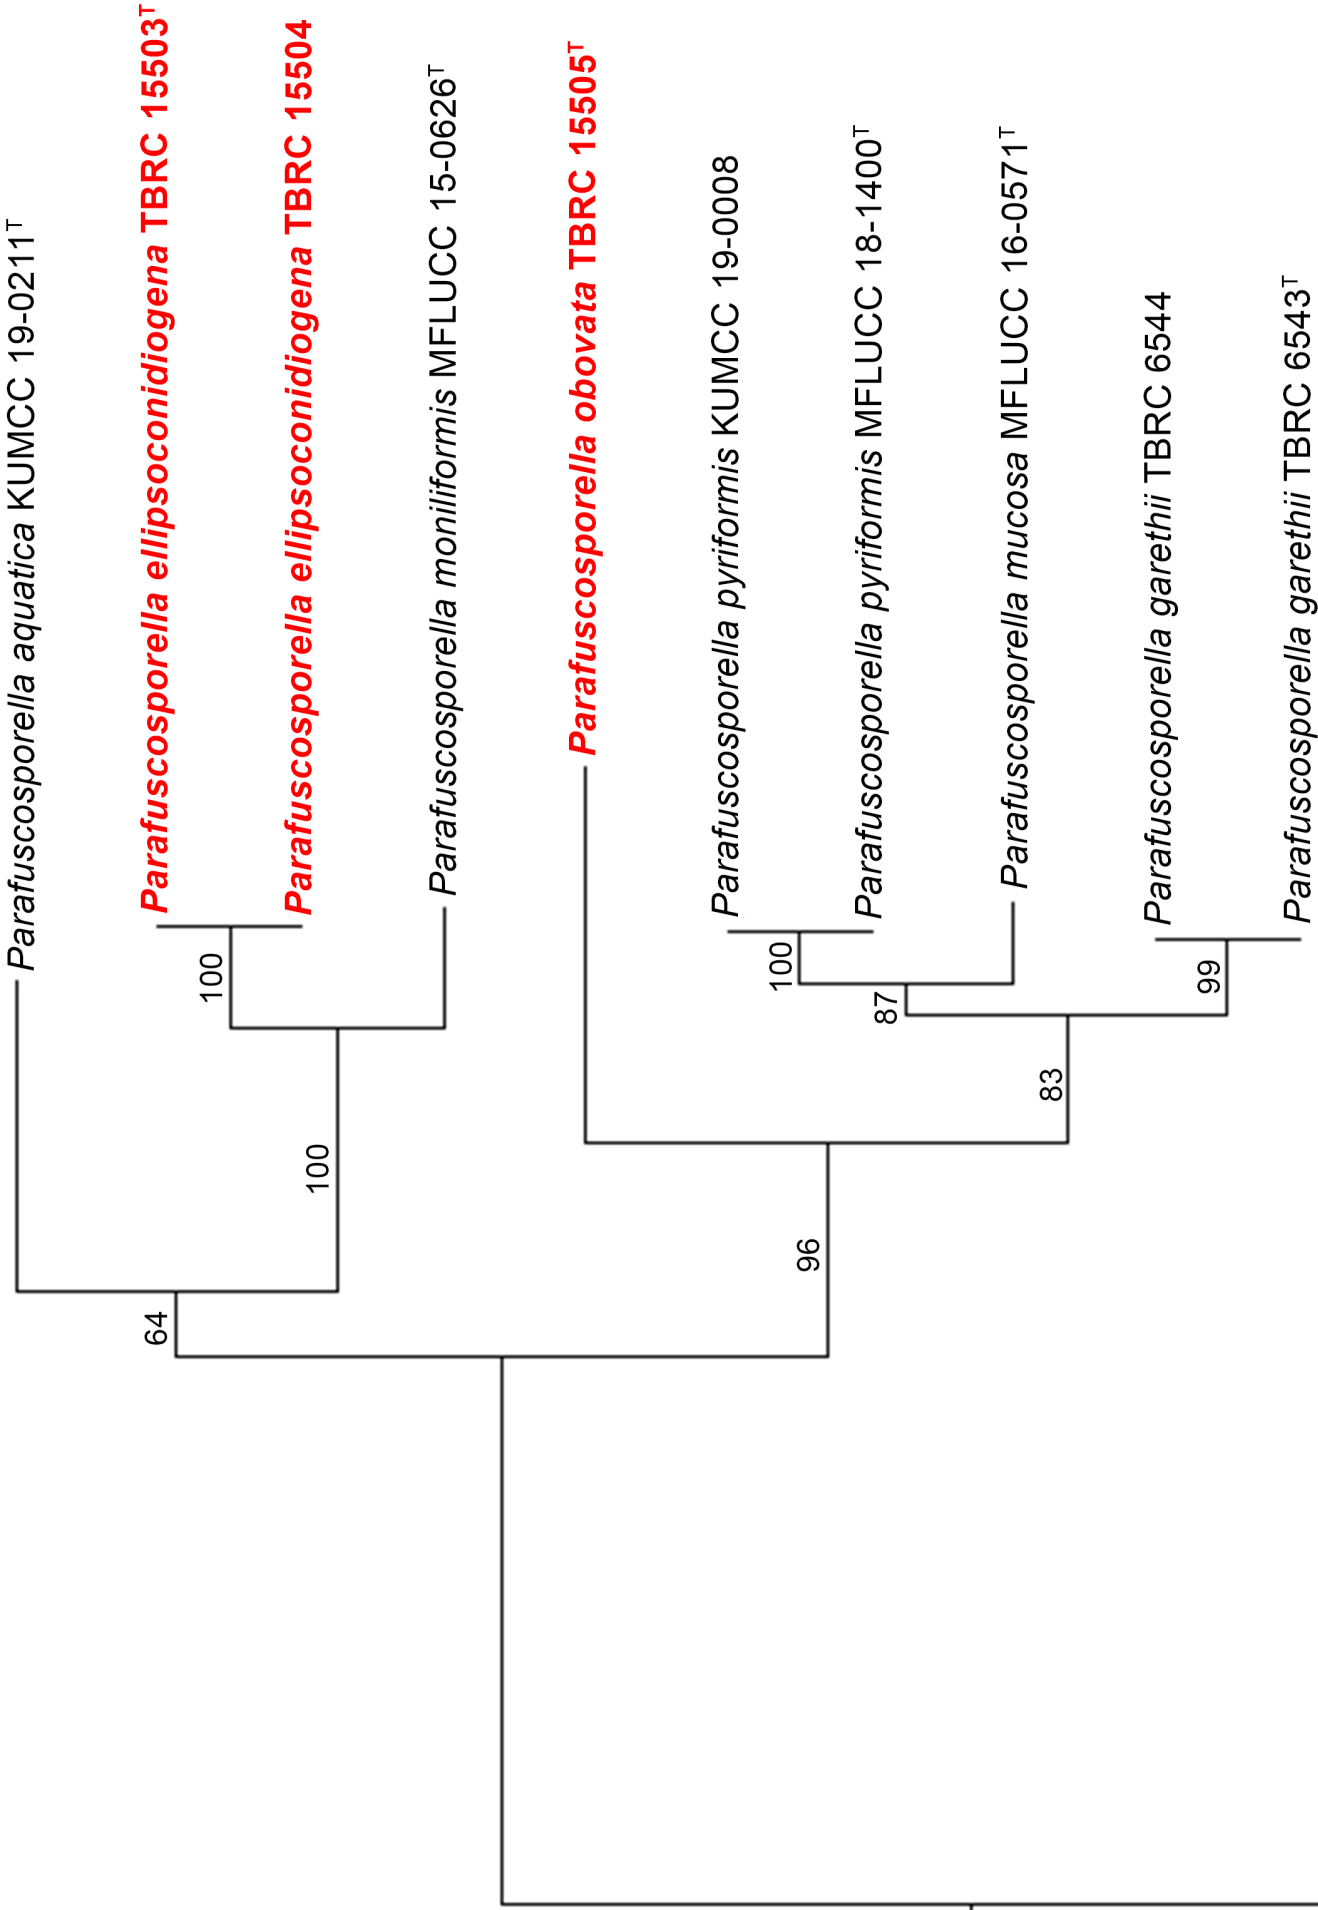 Parafuscosporella aquatica KUMCC 19-0211T
Parafuscosporella ellipsoconidiogena TBRC 15503T
Parafuscosporella ellipsoconidiogena TBRC 15504
Parafuscosporella moniliformis MFLUCC 15-0626T
Parafuscosporella obovata TBRC 15505T
Parafuscosporella pyriformis KUMCC 19-0008
Parafuscosporella pyriformis MFLUCC 18-1400T
Parafuscosporella mucosa MFLUCC 16-0571T
Parafuscosporella garethii TBRC 6544
Parafuscosporella garethii TBRC 6543T
100
100
64
100
87
99
83
96